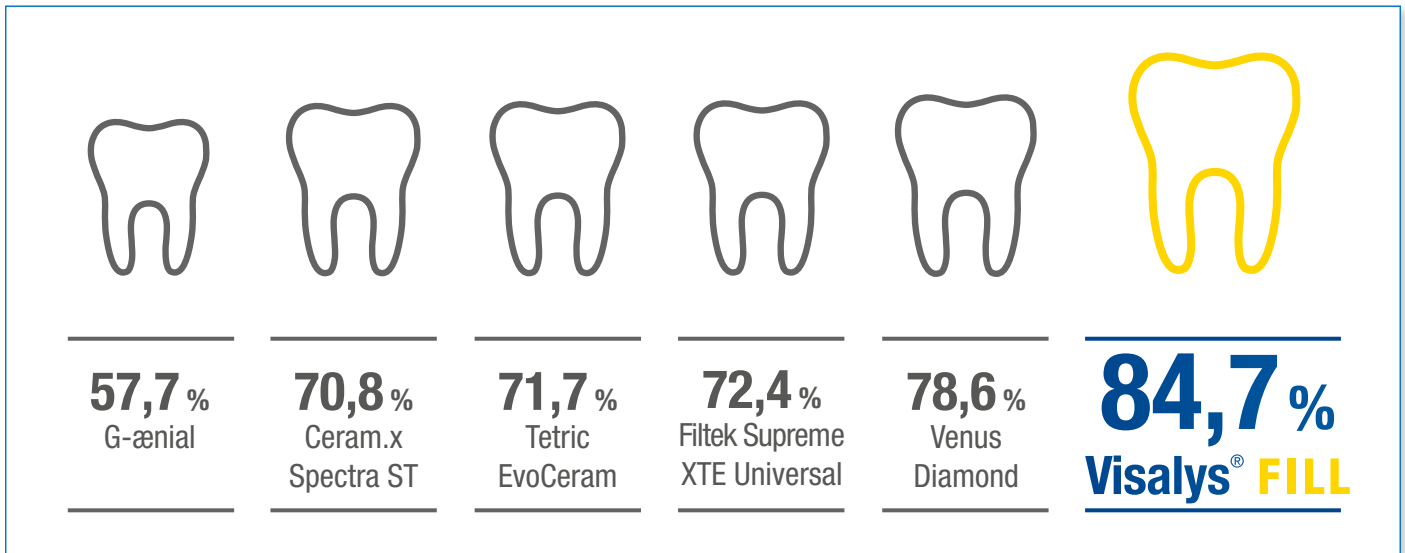 57,7 %
G-ænial
70,8 %
Ceram.x
Spectra ST
71,7 %
Tetric
EvoCeram
72,4 %
Filtek Supreme
XTE Universal
78,6 %
Venus
Diamond
84,7 %
Visalys® FILL